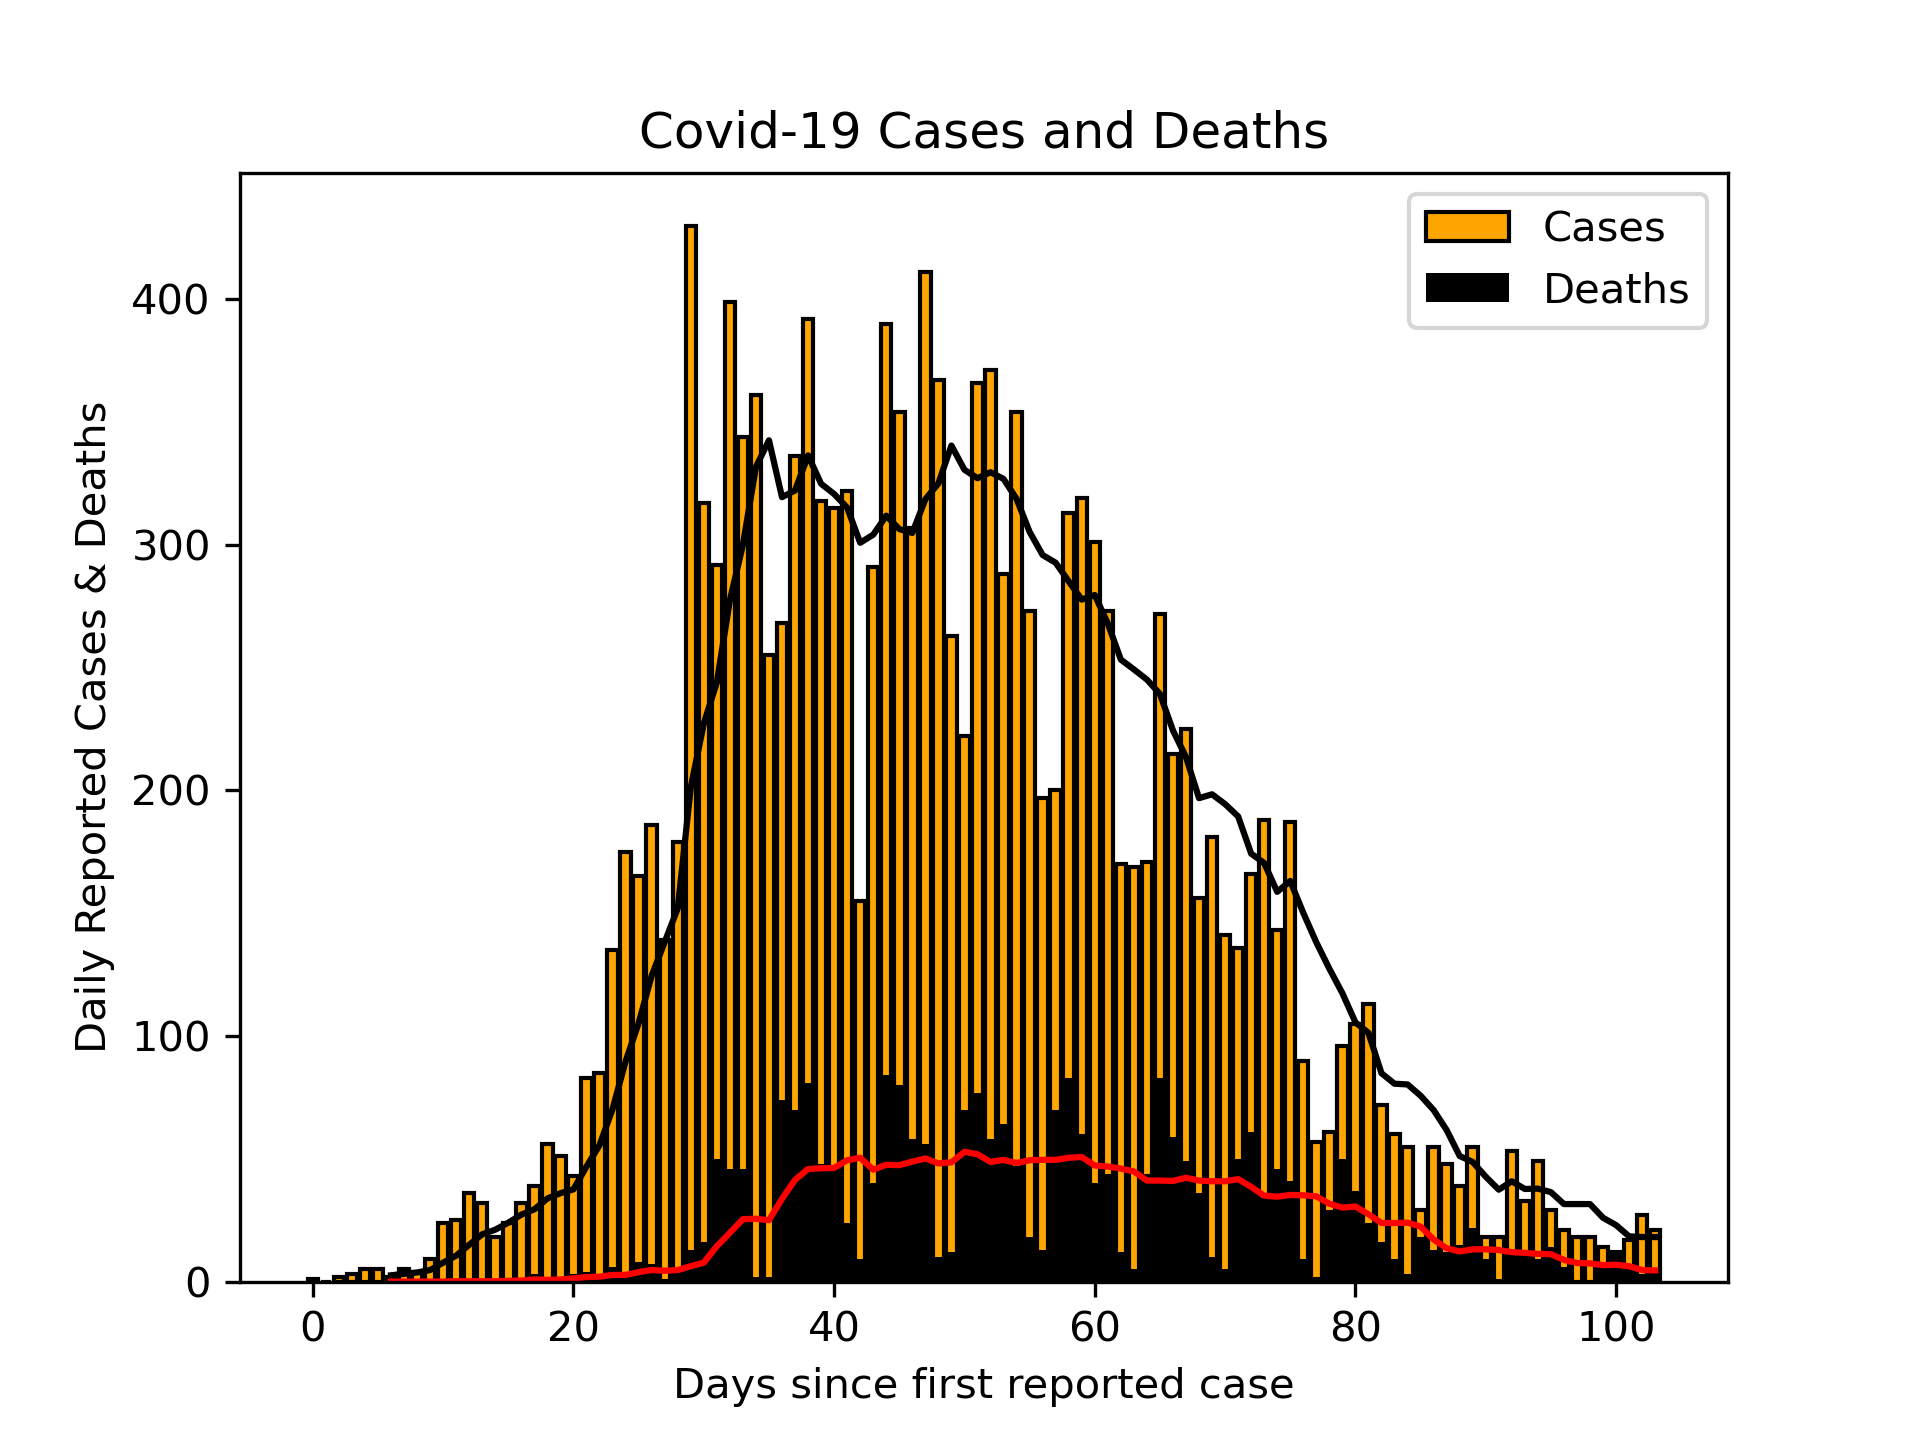 Covid-19 Cases and Deaths
Cases
Deaths
400
300
200
100
0
Daily Reported Cases & Deaths
0 20 40 60 80 100
Days since first reported case